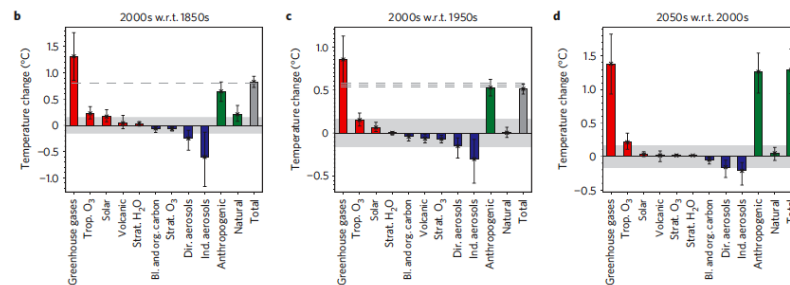 b
2000s w.r.t. 1850s
Temperature change (°C)
1.5
1.0
0.5
0
−0.5
−1.0
Greenhouse gases
Trop. O₃
Solar
Volcanic
Strat. H₂O
Bl. and org. carbon
Strat. O₃
Dir. aerosols
Ind. aerosols
Anthropogenic
Natural
Total
c
2000s w.r.t. 1950s
Temperature change (°C)
1.0
0.5
0
−0.5
Greenhouse gases
Trop. O₃
Solar
Strat. H₂O
Bl. and org. carbon
Volcanic
Strat. O₃
Dir. aerosols
Ind. aerosols
Anthropogenic
Natural
Total
d
2050s w.r.t. 2000s
Temperature change (°C)
1.5
1.0
0.5
0
−0.5
Greenhouse gases
Trop. O₃
Solar
Volcanic
Strat. O₃
Strat. H₂O
Bl. and org. carbon
Dir. aerosols
Ind. aerosols
Anthropogenic
Natural